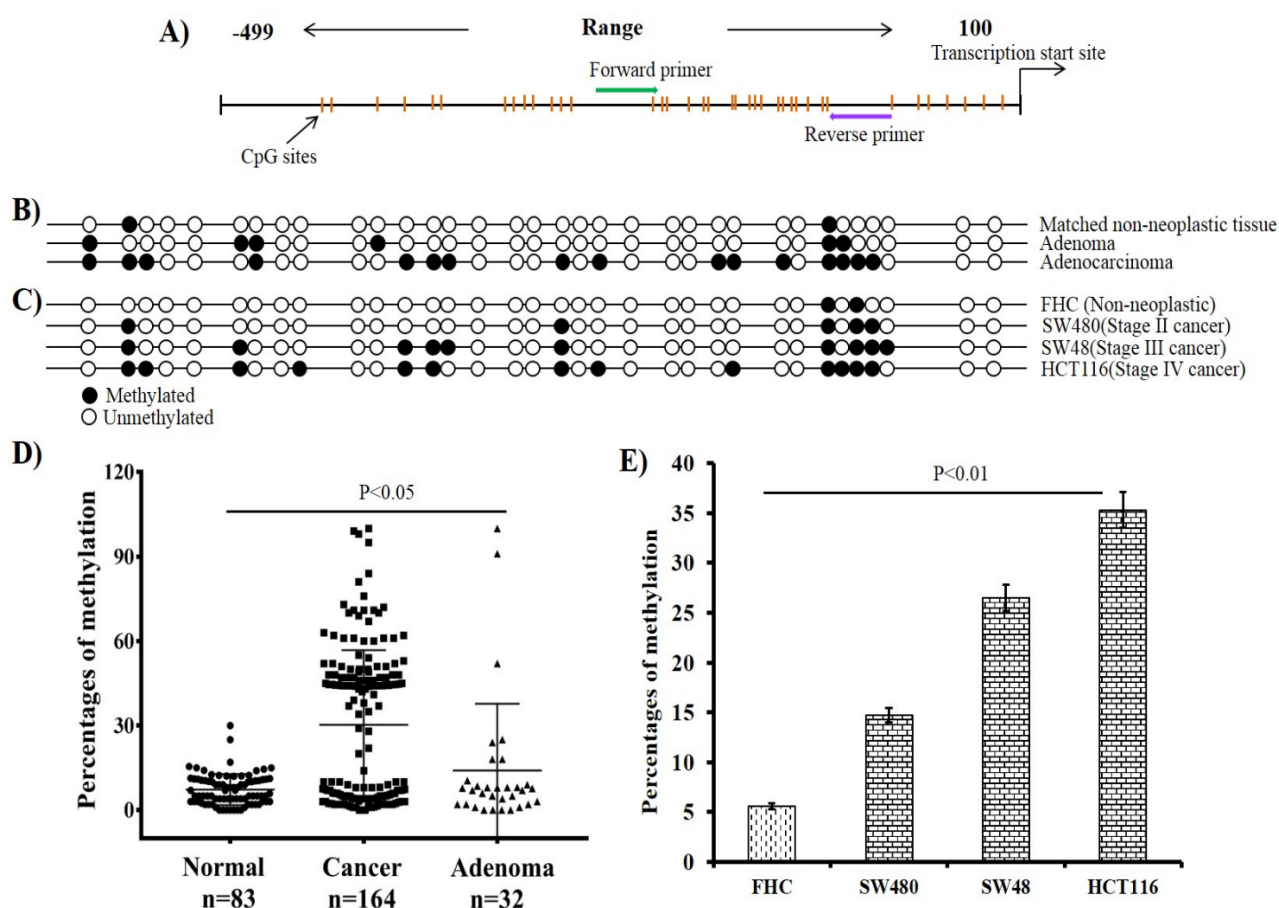 A)
-499 Range 100
Transcription start site
Forward primer
Reverse primer
CpG sites
B)
Matched non-neoplastic tissue
Adenoma
Adenocarcinoma
C)
FHC (Non-neoplastic)
SW480(Stage II cancer)
SW48(Stage III cancer)
HCT116(Stage IV cancer)
Methylated
Unmethylated
D)
Percentages of methylation
120
90
60
30
0
P<0.05
Normal Cancer Adenoma
n=83 n=164 n=32
E)
Percentages of methylation
40
35
30
25
20
15
10
5
0
P<0.01
FHC SW480 SW48 HCT116